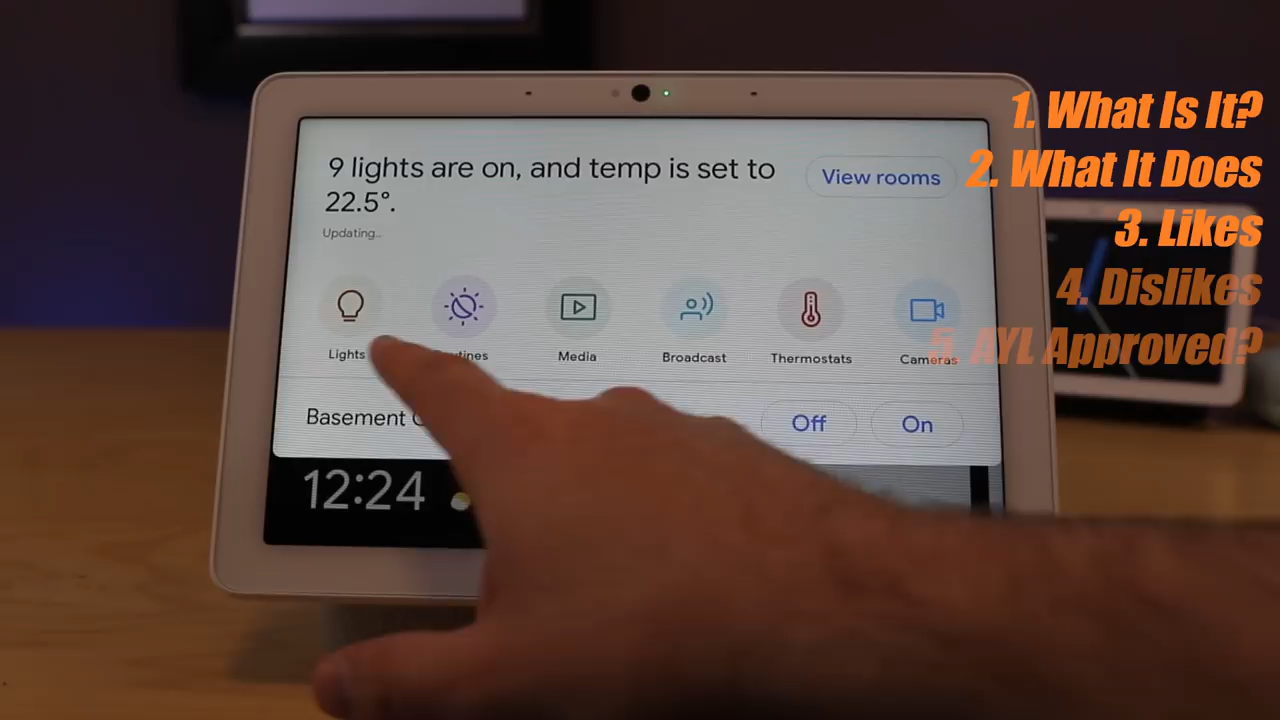 9 lights are on, and temp is set to
22.5°.
View rooms
Updating...
Lights
Media
Broadcast
Thermostats
Cameras
Basement
Off
On
12:24
1. What Is It?
2. What It Does
3. Likes
4. Dislikes
5. AYL Approved?